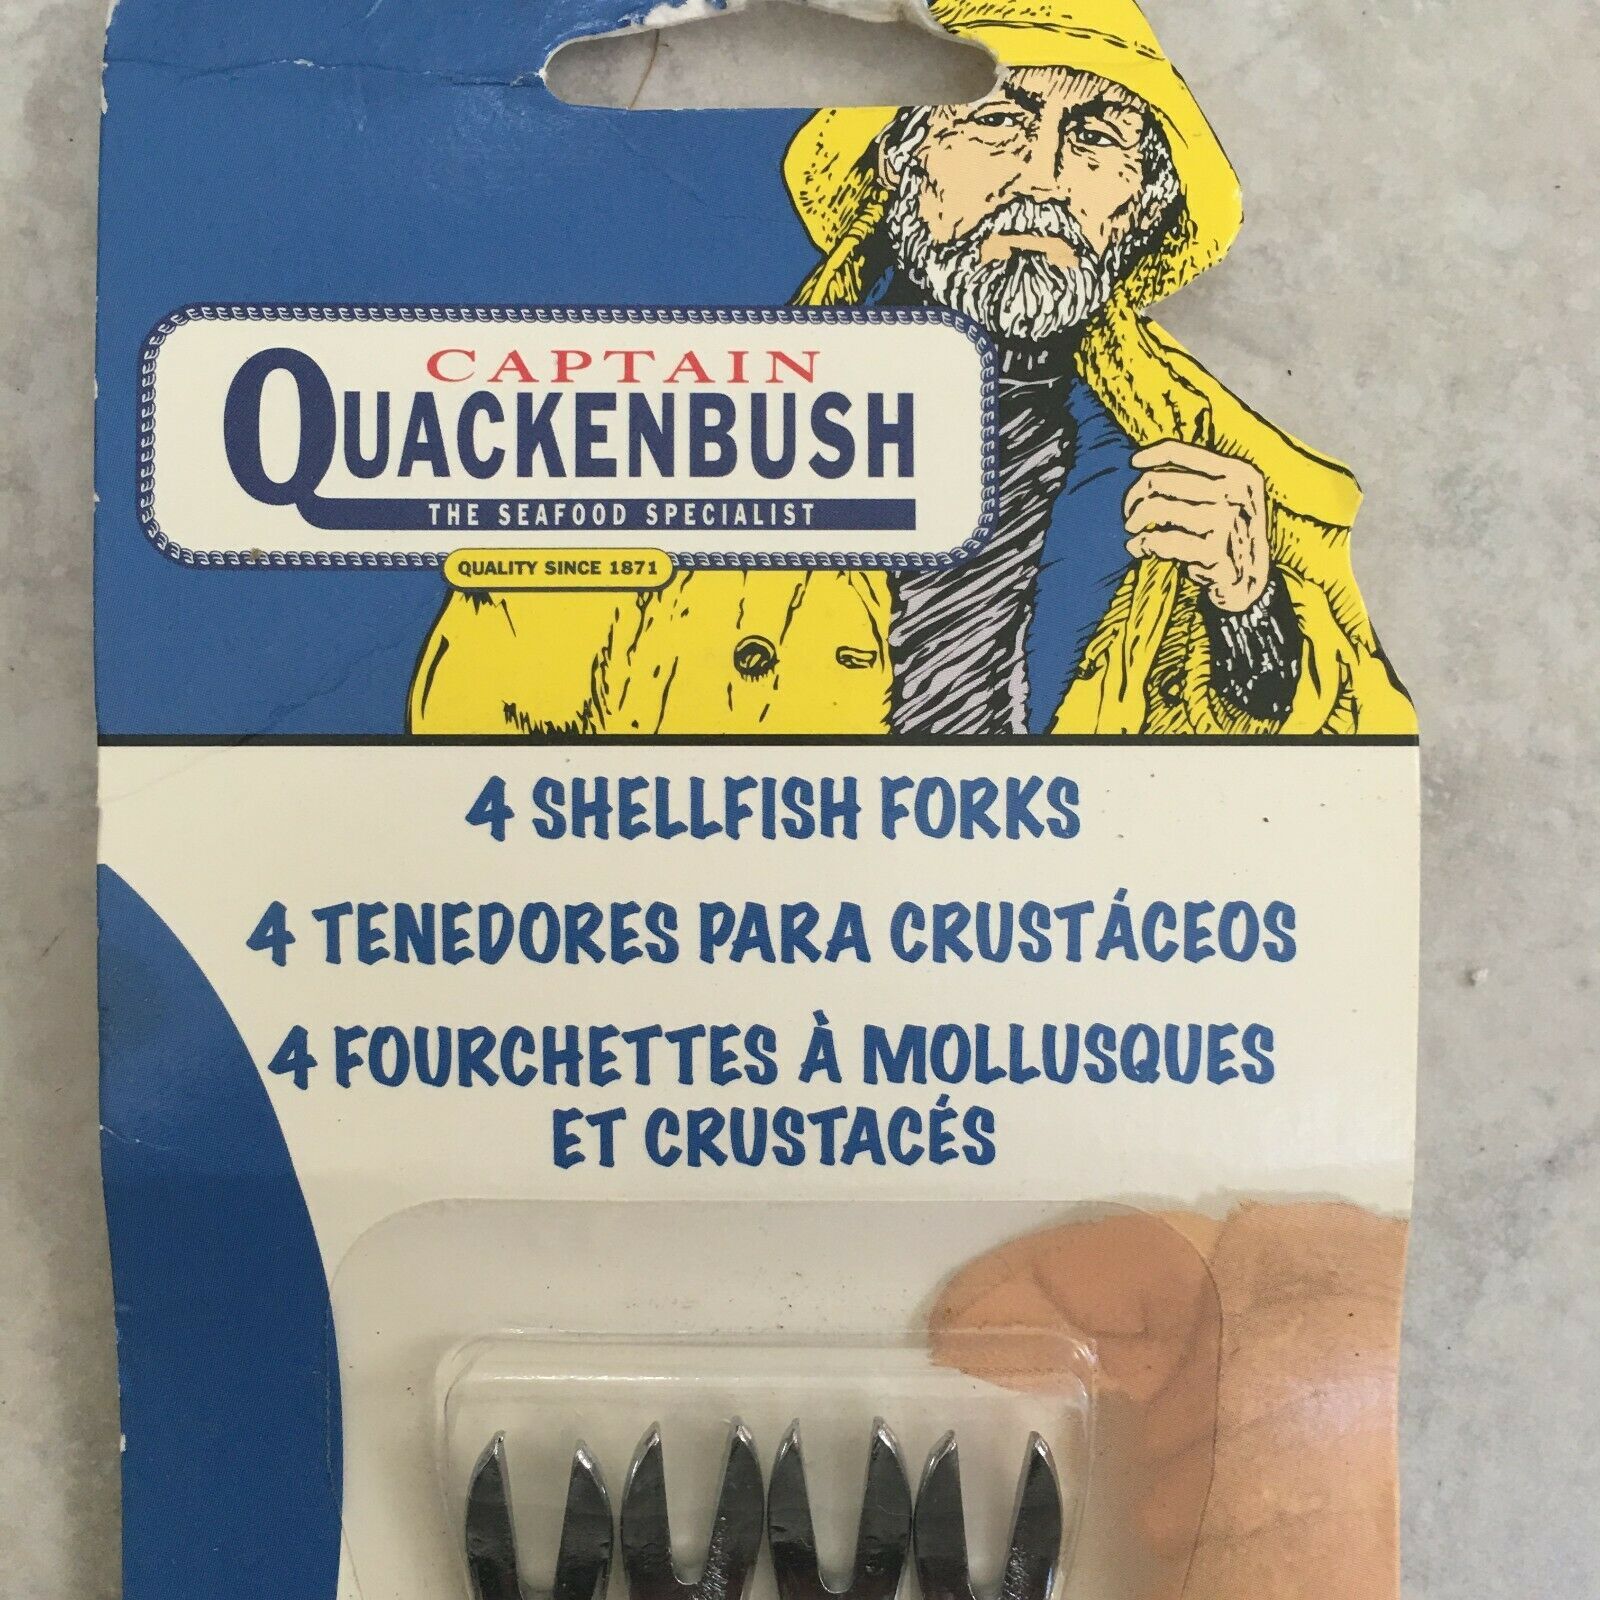 CAPTAIN
QUACKENBUSH
THE SEAFOOD SPECIALIST
QUALITY SINCE 1871
4 SHELLFISH FORKS
4 TENEDORES PARA CRUSTÁCEOS
4 FOURCHETTES À MOLLUSQUES
ET CRUSTACÉS